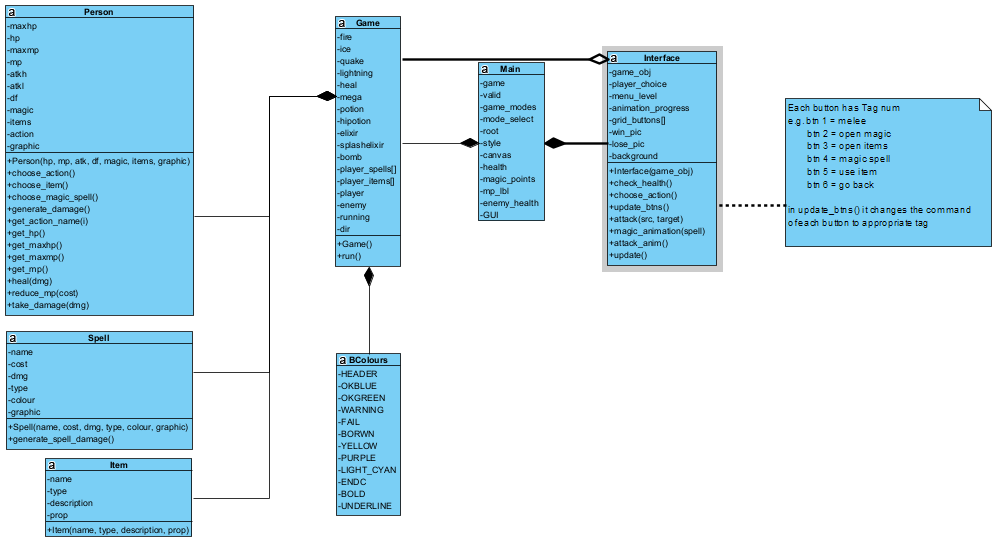 a Person
-maxhp
-hp
-maxmp
-mp
-atkh
-atkl
-df
-magic
-items
-action
-graphic
+Person(hp, mp, atk, df, magic, items, graphic)
+choose_action()
+choose_item()
+choose_magic_spell()
+generate_damage()
+get_action_name(i)
+get_hp()
+get_maxhp()
+get_maxmp()
+get_mp()
+heal(dmg)
+reduce_mp(cost)
+take_damage(dmg)
a Spell
-name
-cost
-dmg
-type
-colour
-graphic
+Spell(name, cost, dmg, type, colour, graphic)
+generate_spell_damage()
a Item
-name
-type
-description
-prop
+Item(name, type, description, prop)
a Game
-fire
-ice
-quake
-lightning
-heal
-mega
-potion
-hipotion
-elixir
-splashelixir
-bomb
-player_spells[]
-player_items[]
-player
-enemy
-running
-dir
+Game()
+run()
a BColours
-HEADER
-OKBLUE
-OKGREEN
-WARNING
-FAIL
-BORWN
-YELLOW
-PURPLE
-LIGHT_CYAN
-ENDC
-BOLD
-UNDERLINE
a Main
-game
-valid
-game_modes
-mode_select
-root
-style
-canvas
-health
-magic_points
-mp_lbl
-enemy_health
-GUI
a Interface
-game_obj
-player_choice
-menu_level
-animation_progress
-grid_buttons[]
-win_pic
-lose_pic
-background
+Interface(game_obj)
+check_health()
+choose_action()
+update_btns()
+attack(src, target)
+magic_animation(spell)
+attack_anim()
+update()
Each button has Tag num
e.g. btn 1 = melee
btn 2 = open magic
btn 3 = open items
btn 4 = magic spell
btn 5 = use item
btn 6 = go back
in update_btns() it changes the command
of each button to appropriate tag